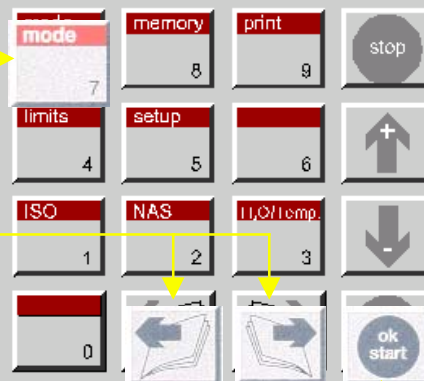 mode
7
memory
8
print
9
stop
limits
4
setup
5
6
+
ISO
1
NAS
2
H₂O/Temp.
3
-
0
ok
start